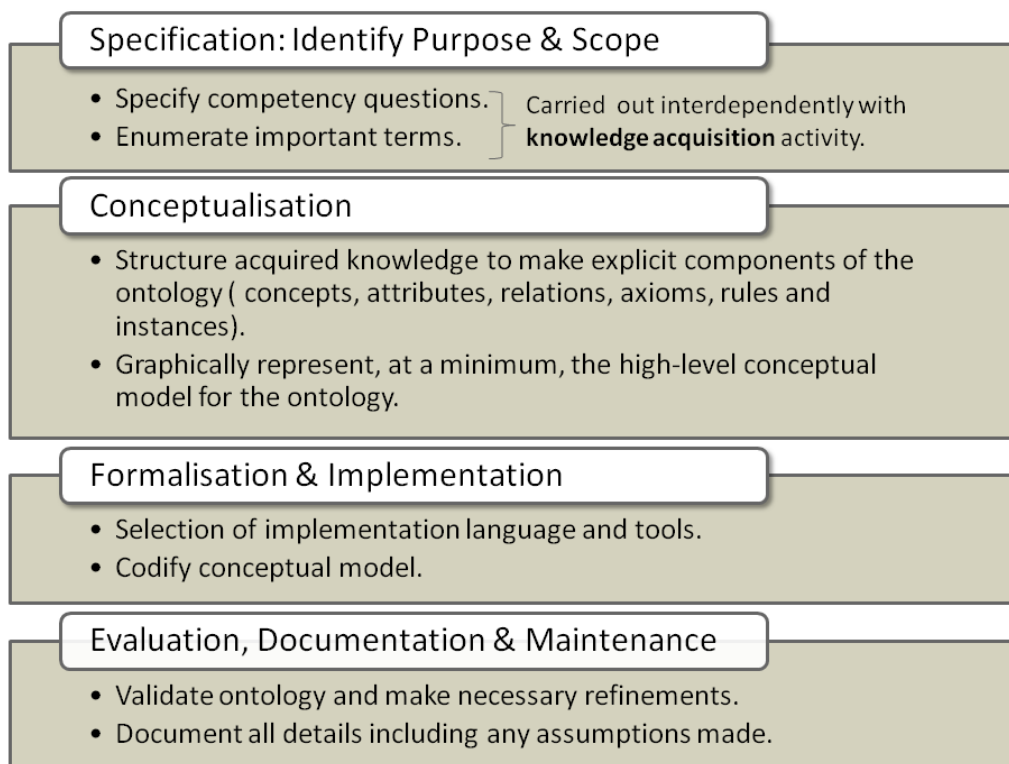 Specification: Identify Purpose & Scope
• Specify competency questions.
• Enumerate important terms.
Carried out interdependently with
knowledge acquisition activity.
Conceptualisation
• Structure acquired knowledge to make explicit components of the
ontology ( concepts, attributes, relations, axioms, rules and
instances).
• Graphically represent, at a minimum, the high-level conceptual
model for the ontology.
Formalisation & Implementation
• Selection of implementation language and tools.
• Codify conceptual model.
Evaluation, Documentation & Maintenance
• Validate ontology and make necessary refinements.
• Document all details including any assumptions made.